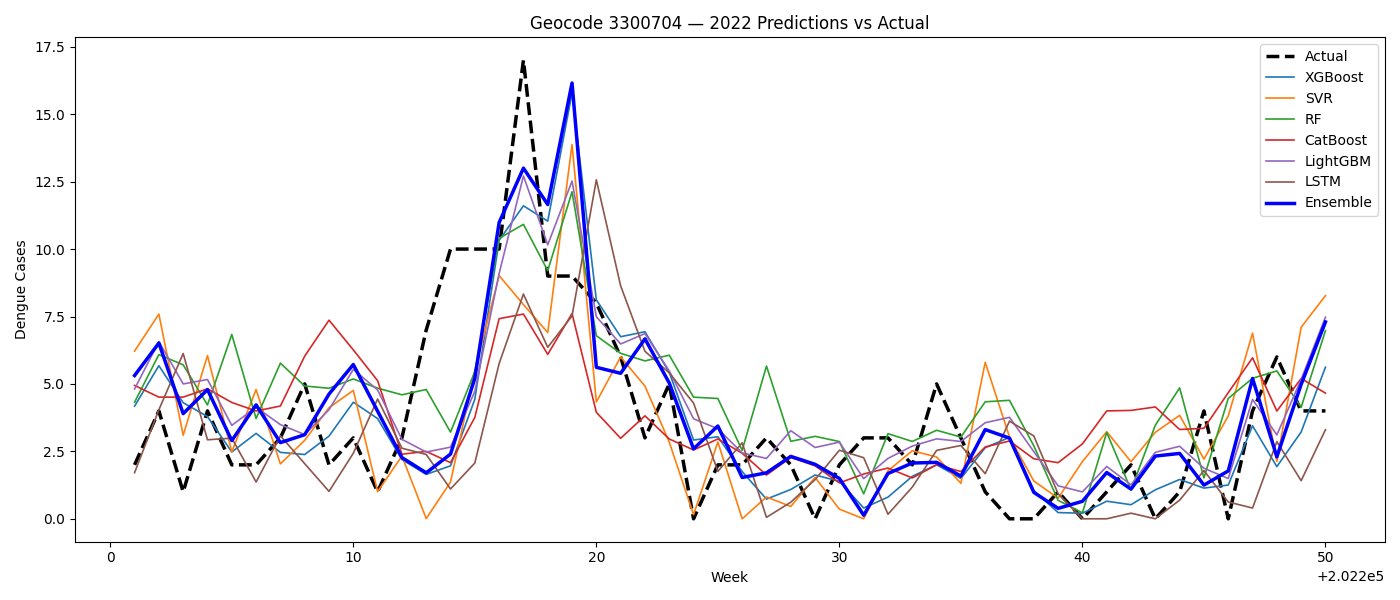 Geocode 3300704 — 2022 Predictions vs Actual
17.5
15.0
12.5
10.0
7.5
5.0
2.5
0.0
Dengue Cases
Actual
XGBoost
SVR
RF
CatBoost
LightGBM
LSTM
Ensemble
0 10 20 30 40 50
Week
+2.022e5